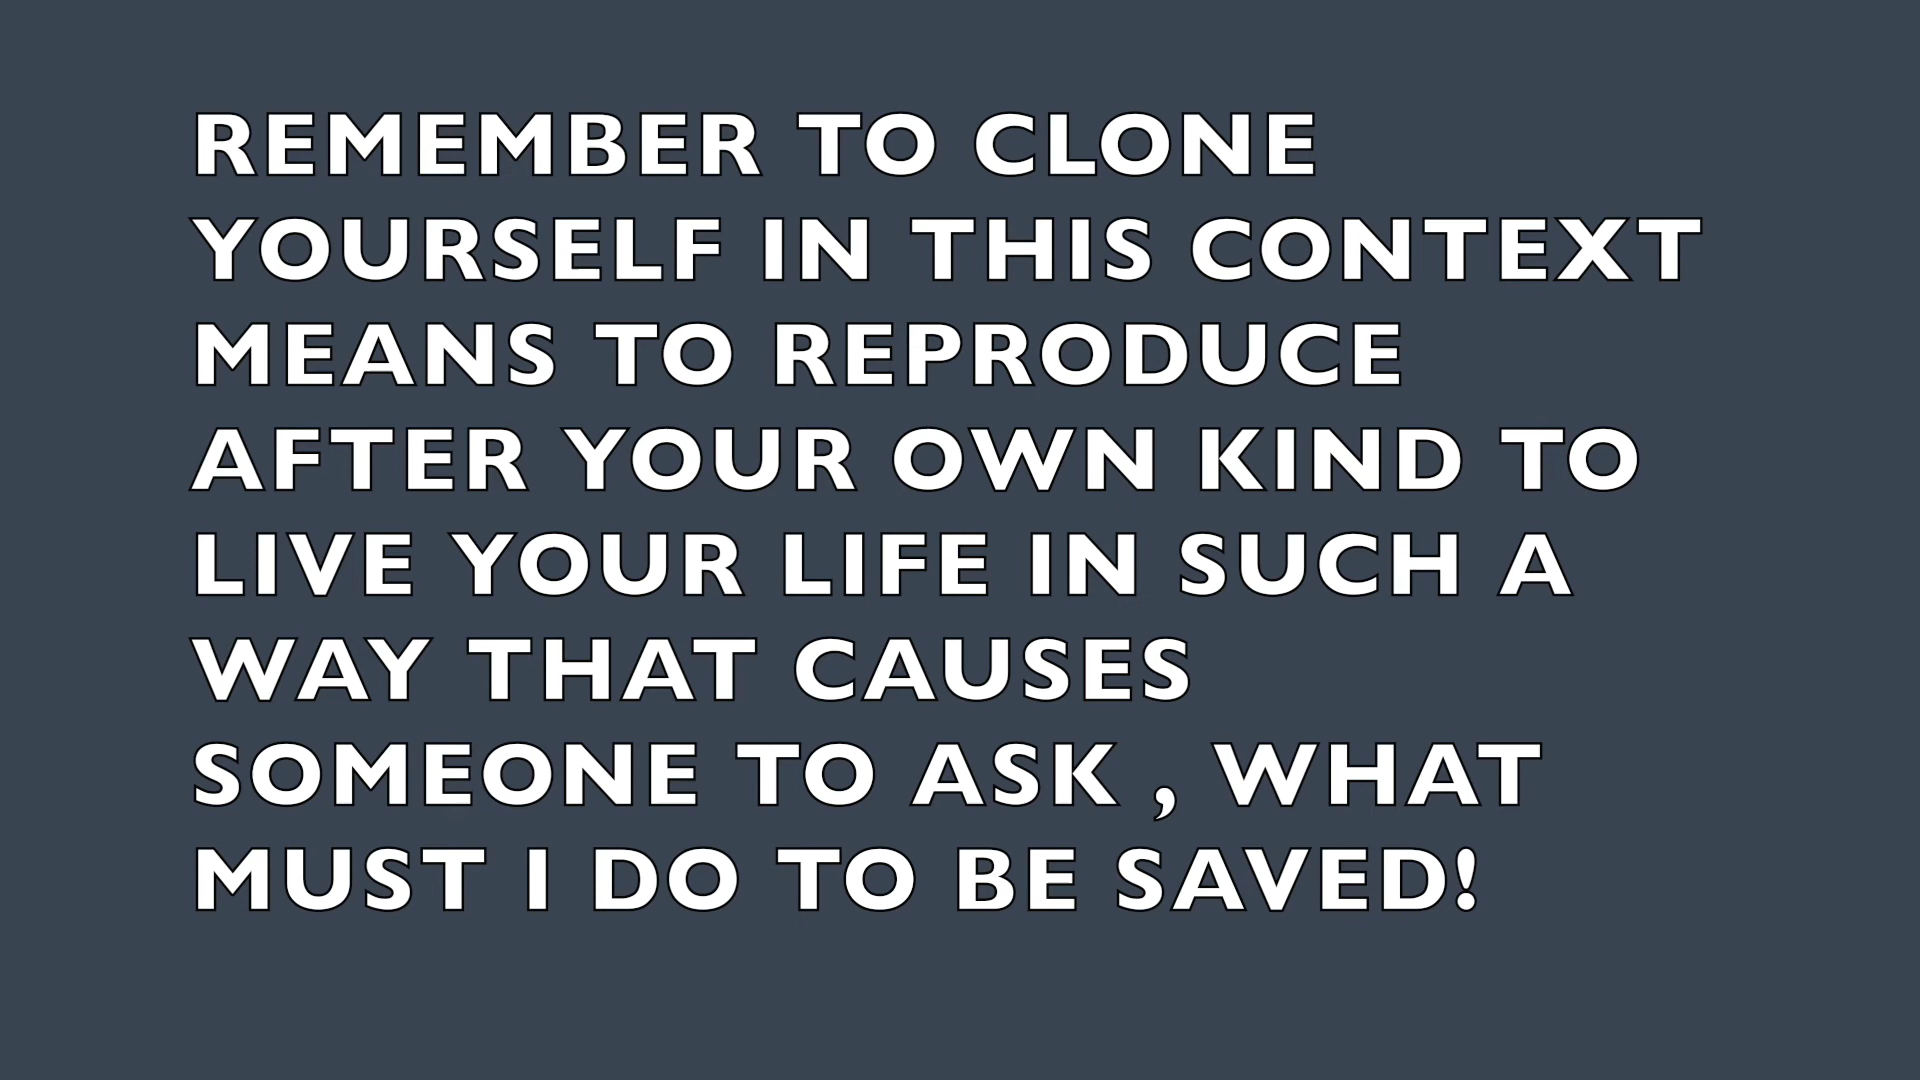 REMEMBER TO CLONE
YOURSELF IN THIS CONTEXT
MEANS TO REPRODUCE
AFTER YOUR OWN KIND TO
LIVE YOUR LIFE IN SUCH A
WAY THAT CAUSES
SOMEONE TO ASK , WHAT
MUST I DO TO BE SAVED!